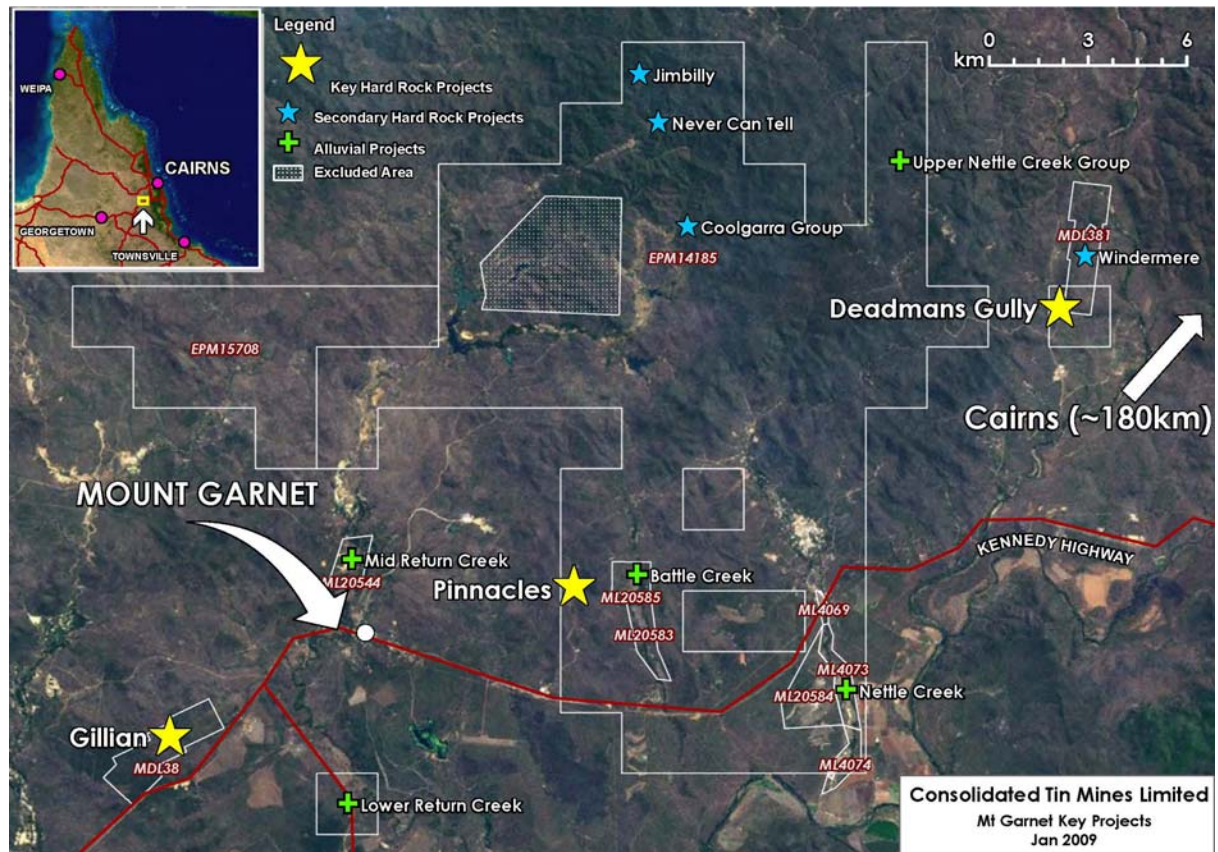 WEIPA
CAIRNS
GEORGETOWN
TOWNSVILLE
Legend
Key Hard Rock Projects
Secondary Hard Rock Projects
Alluvial Projects
Excluded Area
0 3 6
km
Jimbilly
Never Can Tell
Upper Nettle Creek Group
Coolgarra Group
EPM14185
MDL381
Windermere
Deadmans Gully
EPM15708
Cairns (~180km)
MOUNT GARNET
KENNEDY HIGHWAY
Mid Return Creek
ML20544
Pinnacles
Battle Creek
ML20585
ML4069
ML20583
ML4073
ML20584
Nettle Creek
Gillian
MDL38
ML4074
Lower Return Creek
Consolidated Tin Mines Limited
Mt Garnet Key Projects
Jan 2009